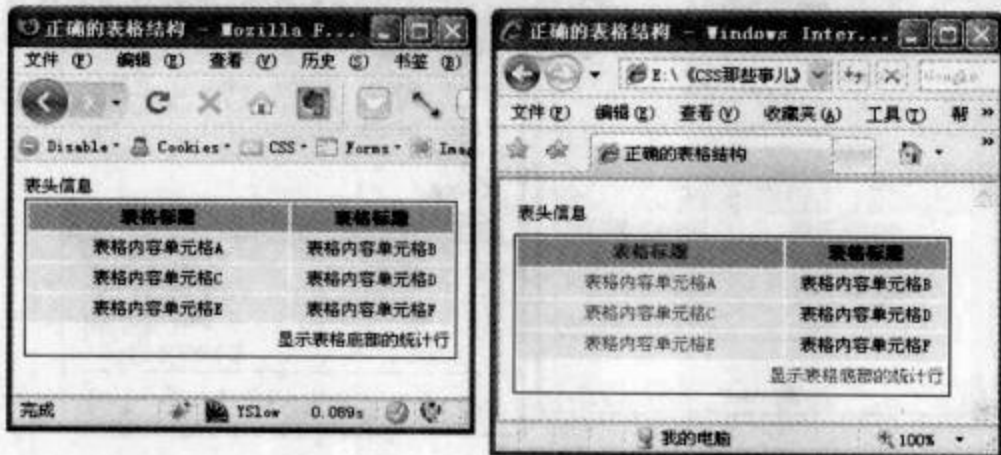 正确的表格结构 - Mozilla F...
文件 (F) 编辑 (E) 查看 (V) 历史 (S) 书签 (B)
Disable Cookies CSS Forms
表头信息
表格标题 表格标题
表格内容单元格A 表格内容单元格B
表格内容单元格C 表格内容单元格D
表格内容单元格E 表格内容单元格F
显示表格底部的统计行
完成 YSlow 0.089s
正确的表格结构 - Windows Inter...
E:\《CSS那些事儿》
文件(F) 编辑(E) 查看(V) 收藏夹(A) 工具(T) 帮 »
正确的表格结构 »
表头信息
表格标题 表格标题
表格内容单元格A 表格内容单元格B
表格内容单元格C 表格内容单元格D
表格内容单元格E 表格内容单元格F
显示表格底部的统计行
我的电脑 100%